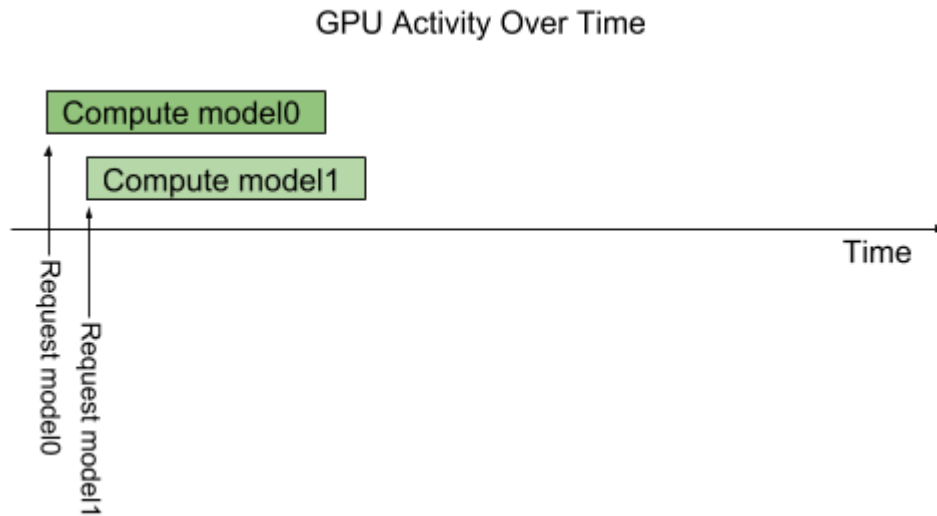 GPU Activity Over Time
Compute model0
Compute model1
Time
Request model0
Request model1